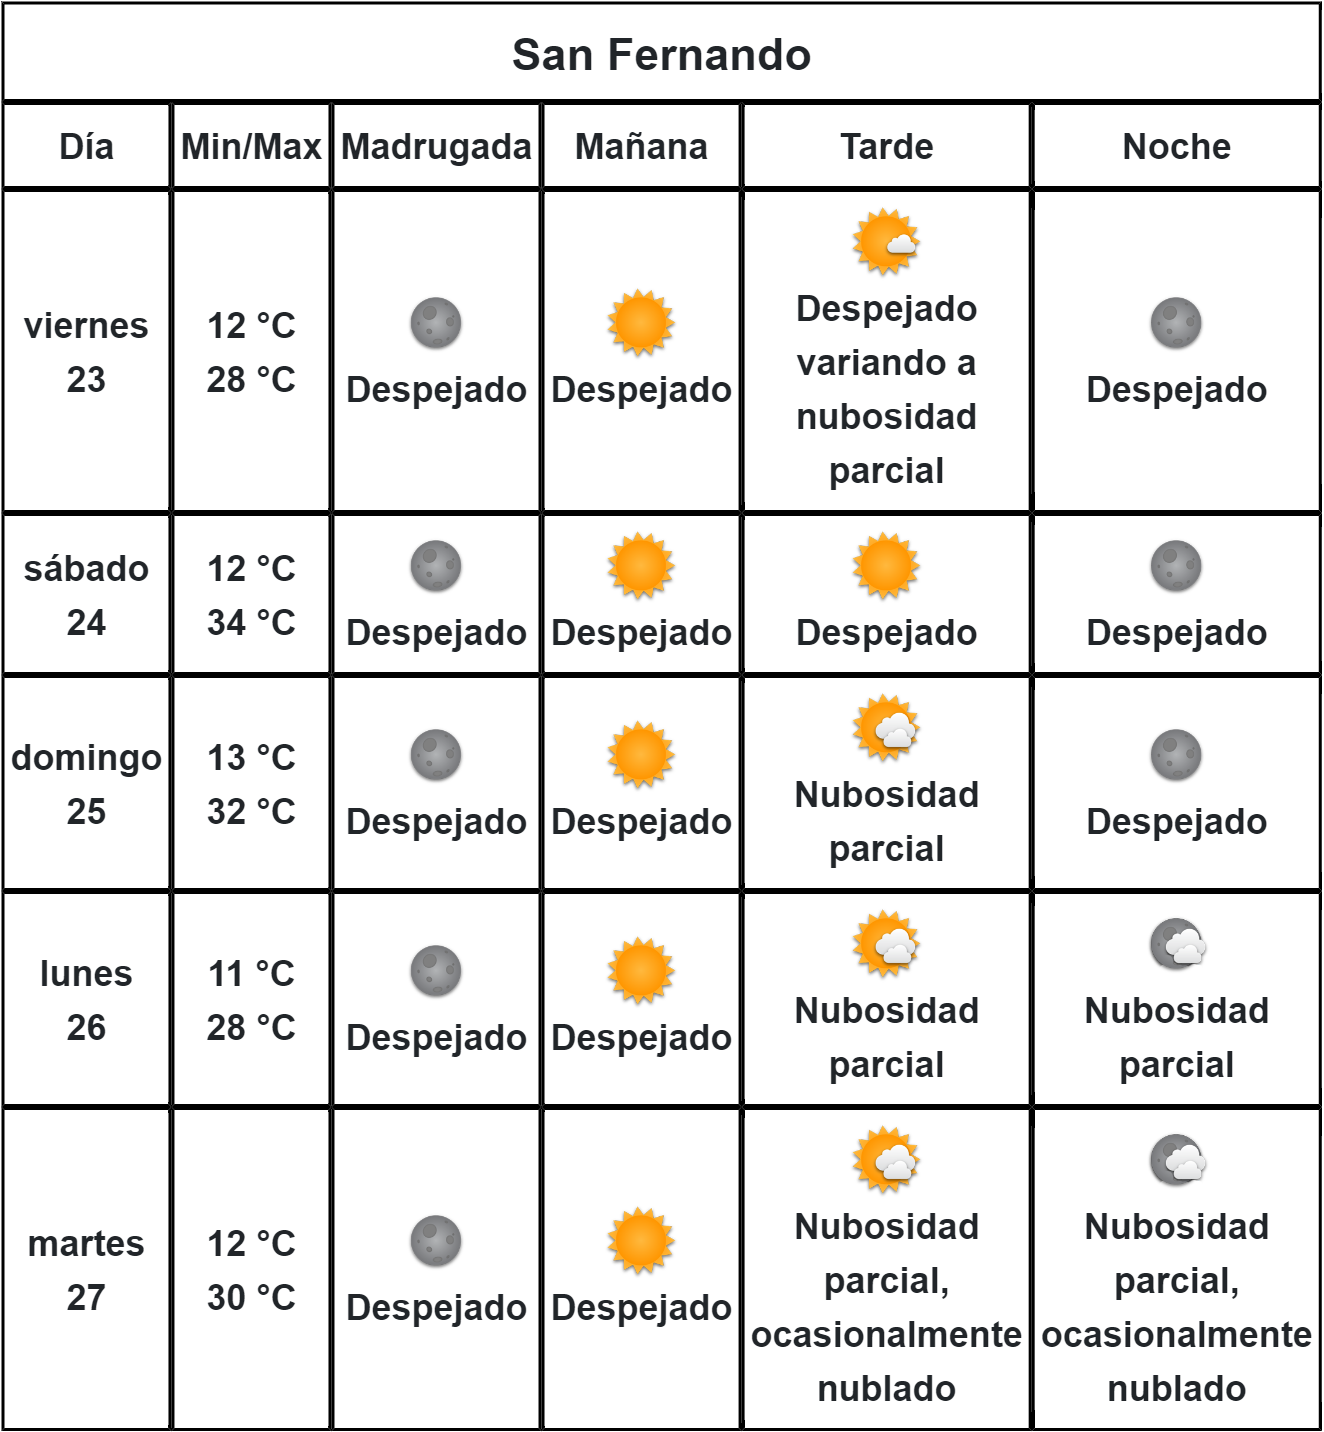 San Fernando
Día Min/Max Madrugada Mañana Tarde Noche
viernes
23
12 °C
28 °C
Despejado
Despejado
Despejado
variando a
nubosidad
parcial
Despejado
sábado
24
12 °C
34 °C
Despejado
Despejado
Despejado
Despejado
domingo
25
13 °C
32 °C
Despejado
Despejado
Nubosidad
parcial
Despejado
lunes
26
11 °C
28 °C
Despejado
Despejado
Nubosidad
parcial
Nubosidad
parcial
martes
27
12 °C
30 °C
Despejado
Despejado
Nubosidad
parcial,
ocasionalmente
nublado
Nubosidad
parcial,
ocasionalmente
nublado